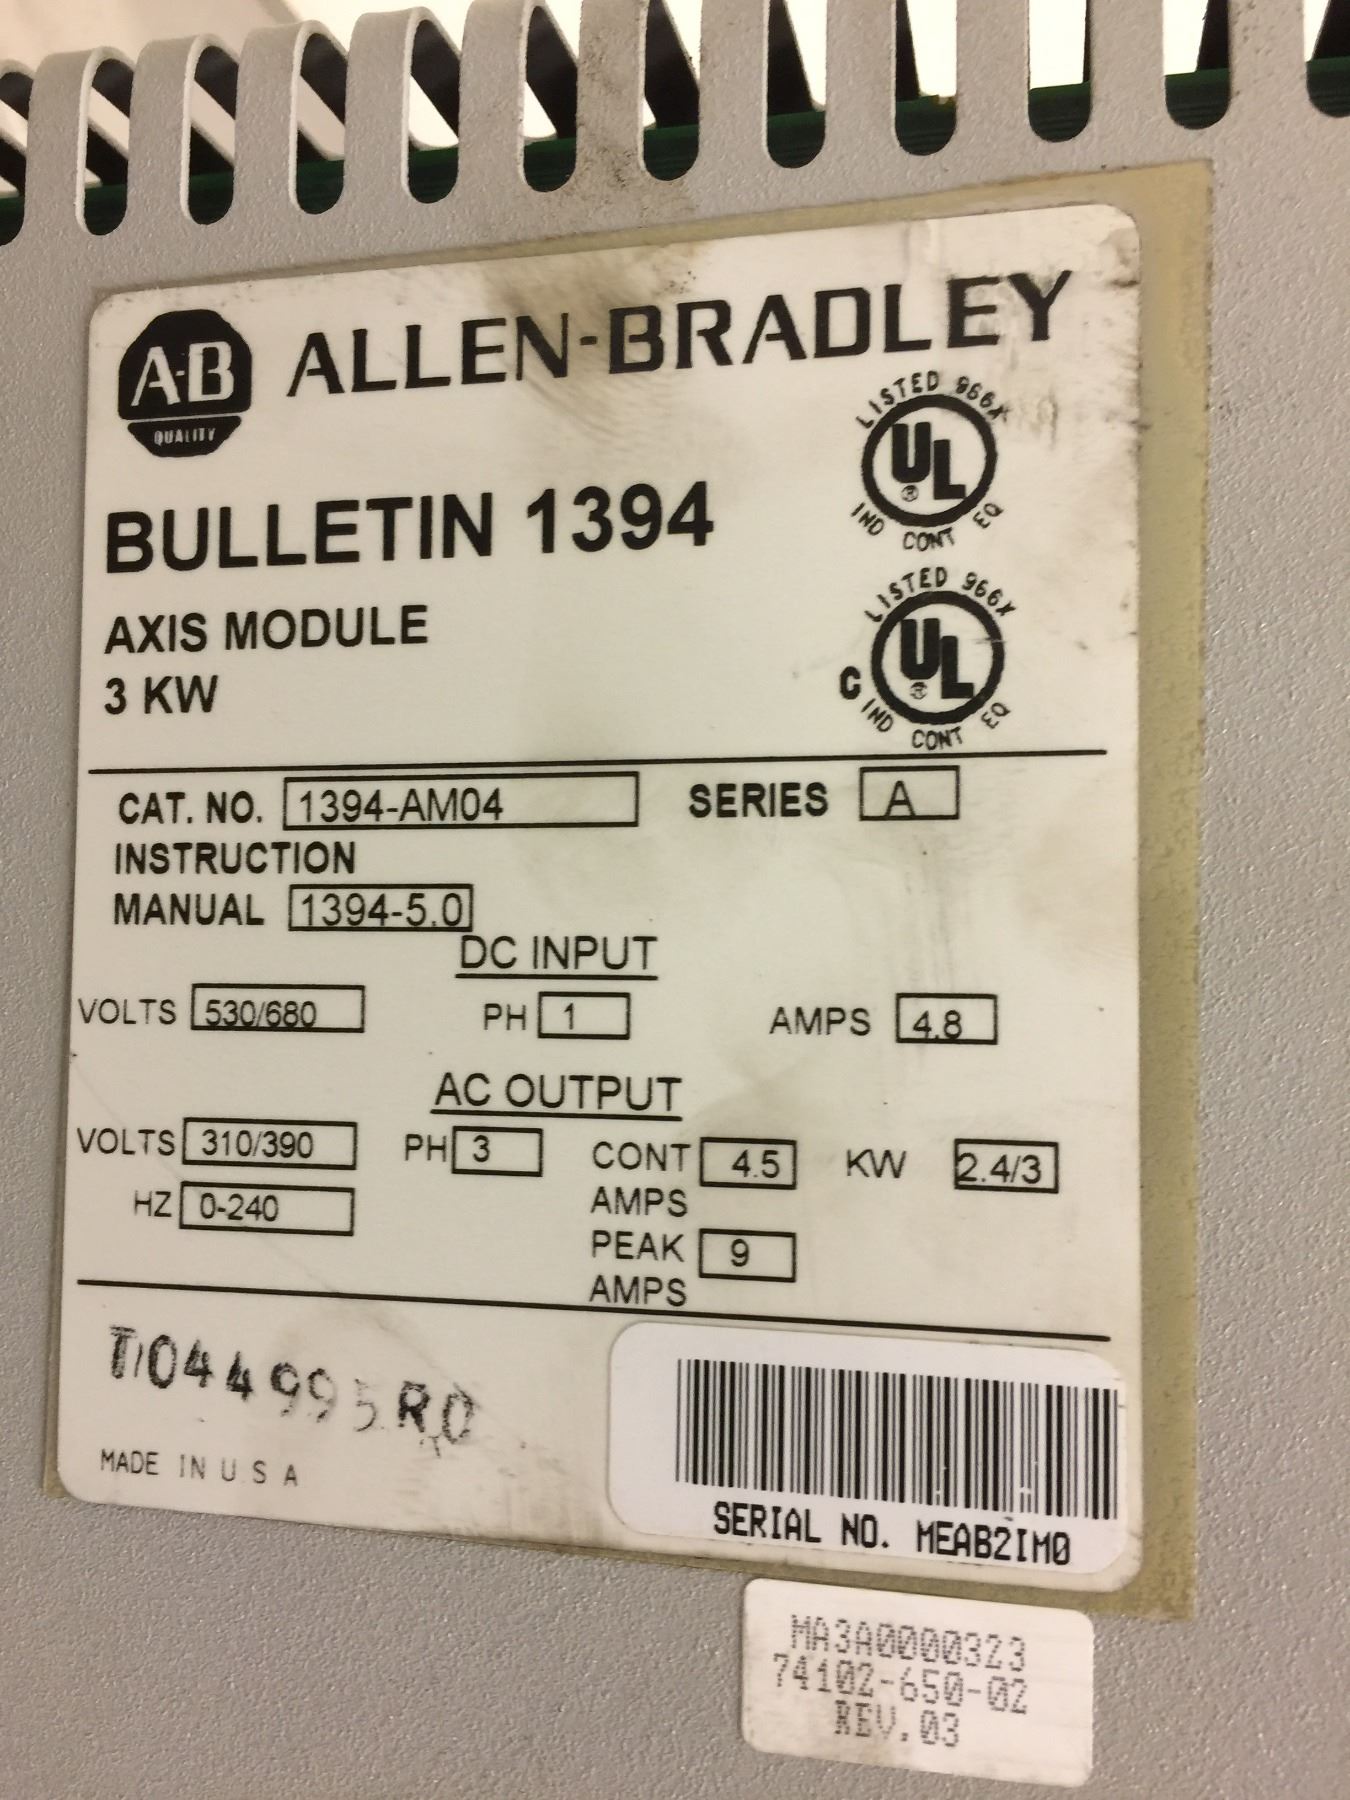 A-B
QUALITY
ALLEN-BRADLEY
LISTED 966X
UL
®
IND CONT EQ
BULLETIN 1394
AXIS MODULE
3 KW
LISTED 966X
C UL
®
IND CONT EQ
CAT. NO. 1394-AM04 SERIES A
INSTRUCTION
MANUAL 1394-5.0
DC INPUT
VOLTS 530/680 PH 1 AMPS 4.8
AC OUTPUT
VOLTS 310/390 PH 3 CONT 4.5 KW 2.4/3
AMPS
HZ 0-240
PEAK 9
AMPS
T/044995R0
MADE IN U S A
SERIAL NO. MEAB2IM0
MA3A0000323
74102-650-02
REV.03